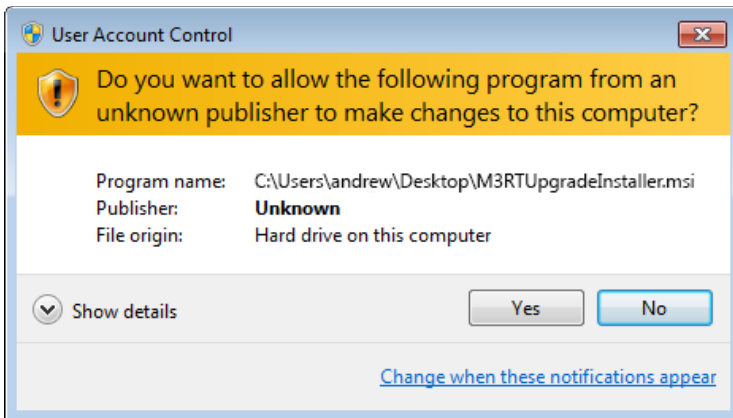 User Account Control
Do you want to allow the following program from an
unknown publisher to make changes to this computer?
Program name: C:\Users\andrew\Desktop\M3RTUpgradeInstaller.msi
Publisher: Unknown
File origin: Hard drive on this computer
Show details Yes No
Change when these notifications appear